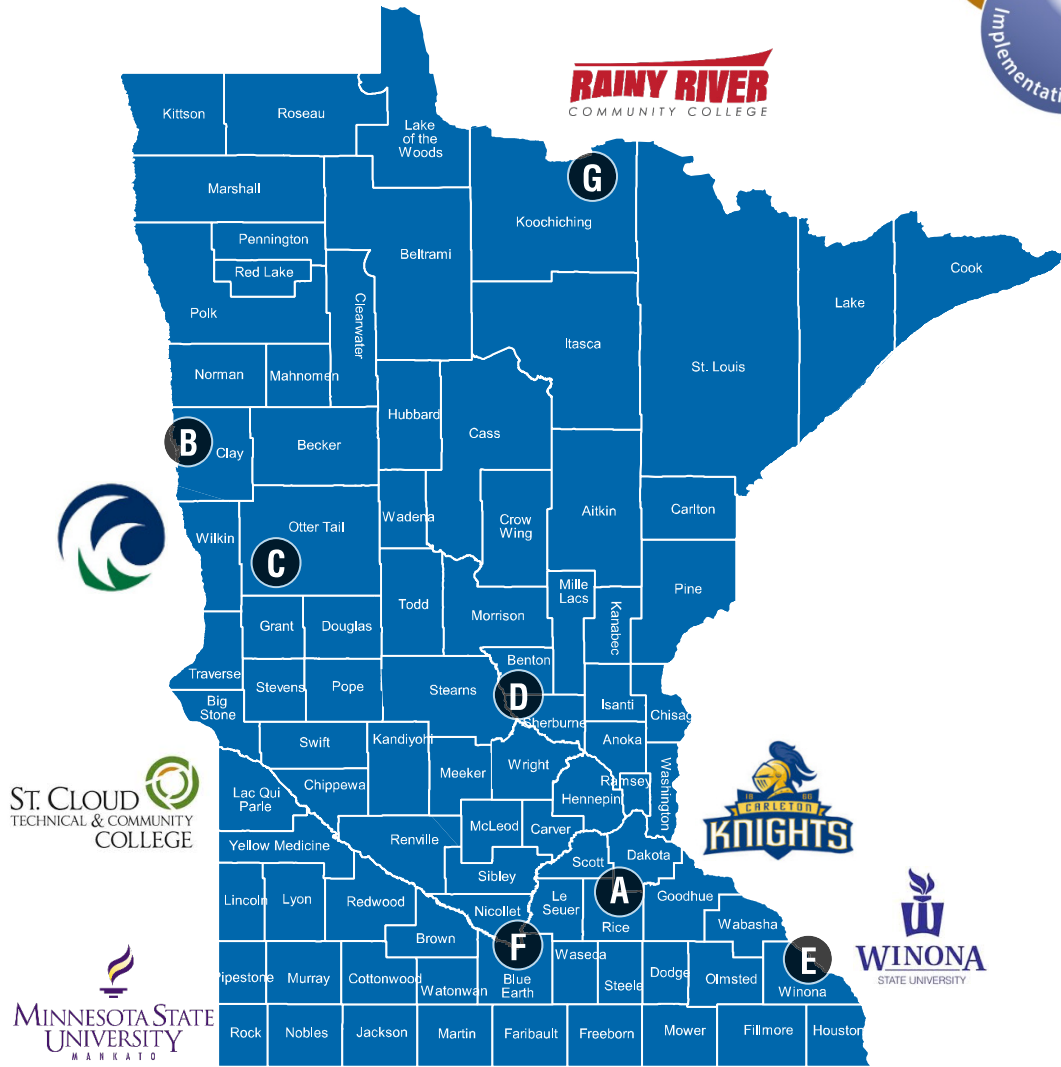 Implementati
RAINY RIVER
COMMUNITY COLLEGE
Kittson
Roseau
Lake
of the
Woods
G
Koochiching
Marshall
Pennington
Red Lake
Polk
Clearwater
Beltrami
Cook
Lake
St. Louis
Itasca
Norman
Mahnomen
Hubbard
Cass
B
Clay
Becker
Otter Tail
C
Wilkin
Wadena
Crow
Wing
Aitkin
Carlton
Pine
Mille
Lacs
Kanabec
Todd
Morrison
Grant
Douglas
Traverse
Stevens
Pope
Stearns
Benton
D
Sherburne
Isanti
Chisag
Big
Stone
Swift
Kandiyohi
Meeker
Wright
Anoka
Ramsey
Washington
Hennepin
Lac Qui
Parle
Chippewa
ST. CLOUD
TECHNICAL & COMMUNITY
COLLEGE
18 66
CARLETON
KNIGHTS
Yellow Medicine
Renville
McLeod
Carver
Scott
Dakota
Sibley
A
Rice
Le
Seuer
Goodhue
Wabasha
Lincoln
Lyon
Redwood
Nicollet
Brown
F
Blue
Earth
Waseca
Steele
Dodge
Olmsted
E
Winona
WINONA
STATE UNIVERSITY
Pipestone
Murray
Cottonwood
Watonwan
MINNESOTA STATE
UNIVERSITY
MANKATO
Rock
Nobles
Jackson
Martin
Faribault
Freeborn
Mower
Fillmore
Houston